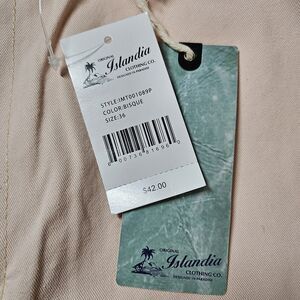 ORIGINAL
Islandia
CLOTHING CO.
DESIGNED IN PARADISE
STYLE:IMT001089P
COLOR:BISQUE
SIZE:36
$42.00
ORIGINAL
Islandia
CLOTHING CO.
DESIGNED IN PARADISE